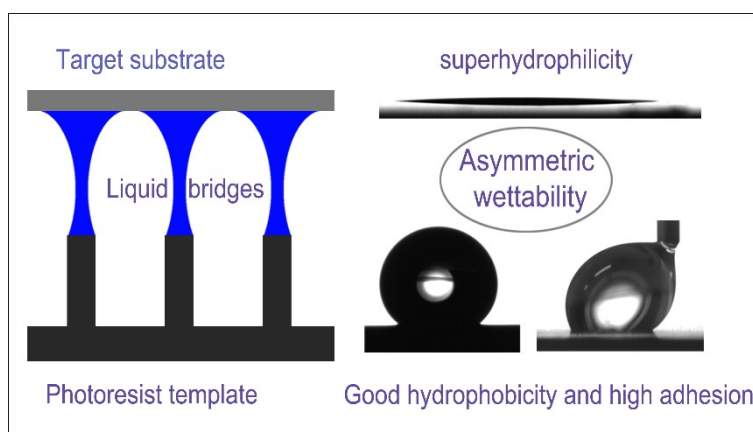 Target substrate
Liquid bridges
Photoresist template
superhydrophilicity
Asymmetric
wettability
Good hydrophobicity and high adhesion